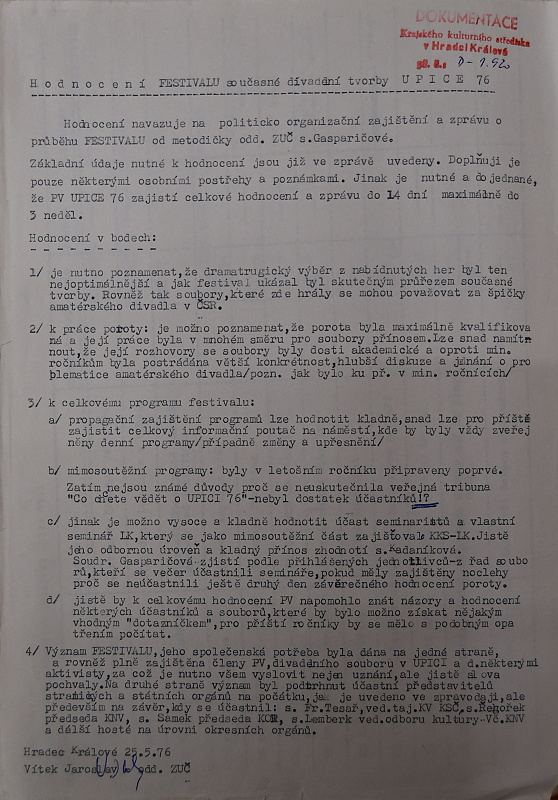 DOKUMENTACE
Krajského kulturního střediska
v Hradci Králové
H o d n o c e n í  FESTIVALU současné divadlní tvorby  U P I C E  76
Hodnocení navazuje na politicko organizační zajištění a zprávu o
průběhu FESTIVALU od metodičky odd. ZUČ s.Gasparičové.
Základní údaje nutné k hodnocení jsou již ve zprávě uvedeny. Doplňuji je
pouze některými osobními postřehy a poznámkami. Jinak je nutné a dojednané,
že PV UPICE 76 zajistí celkové hodnocení a zprávu do 14 dní maximálně do
3 neděl.
Hodnocení v bodech:
1/ je nutno poznamenat,že dramatrugický výběr z nabídnutých her byl ten
nejoptimálnější a jak festival ukázal byl skutečným průřezem současné
tvorby. Rovněž tak soubory,které zde hrály se mohou považovat za špičky
amatérského divadla v ČSR.
2/ k práce poroty: je možno poznamenat,že porota byla maximálně kvalifikova
ná a její práce byla v mnohém směru pro soubory přínosem.Lze snad namítn
nout,že její rozhovory se soubory byly dosti akademické a oproti min.
ročníkům byla postrádána větší konkrétnost,hlubší diskuze a jednání o pro
blematice amatérského divadla/pozn. jak bylo ku př. v min. ročnících/
3/ k celkovému programu festivalu:
a/ propagační zajištění programů lze hodnotit kladně,snad lze pro příště
zajistit celkový informační poutač na náměstí,kde by byly vždy zveřej
něny denní programy/případně změny a upřesnění/
b/ mimosoutěžní programy: byly v letošním ročníku připraveny poprvé.
Zatím nejsou známé důvody proč se neuskutečnila veřejná tribuna
"Co chcete vědět o UPICI 76"-nebyl dostatek účastníků!?
c/ jinak je možno vysoce a kladně hodnotit účast seminaristů a vlastní
seminář LK,který se jako mimosoutěžní část zajišťovala KKS-LK.Jistě
jeho odbornou úroveň a kladný přínos zhodnotí s.Radaníková.
Soudr. Gasparičová zjistí podle přihlášených jednotlivců-z řad soubo
rů,kteří se večer účastnili semináře,pokud měly zajištěny noclehy
proč se neúčastnili ještě druhý den závěrečného hodnocení poroty.
d/ jistě by k celkovému hodnocení PV napomohlo znát názory a hodnocení
některých účastníků a souborů,které by bylo možno získat nějakým
vhodným "dotazníčkem",pro příští ročníky by se mělo s podobným opa
třením počítat.
4/ Význam FESTIVALU,jeho společenská potřeba byla dána na jedné straně,
a rovněž plně zajištěna členy PV,divadního souboru v UPICI a d.některými
aktivisty,za což je nutno všem vyslovit nejen uznání,ale jistě slova
pochvaly.Na druhé straně význam byl podtrhnut účastní představitelů
stranických a státních orgánů na počátku,jak je uvedeno ve zpravodaji,ale
především na závěr,kdy se účastnil: s. Fr.Tesař,ved.taj.KV KSČ,s.Řehořek
předseda KNV, s. Samek předseda KOR, s.Lemberk ved.odboru kultury Vč.KNV
a další hosté na úrovni okresních orgánů.
Hradec Králové 25.5.76
Vítek Jaroslav odd. ZUČ